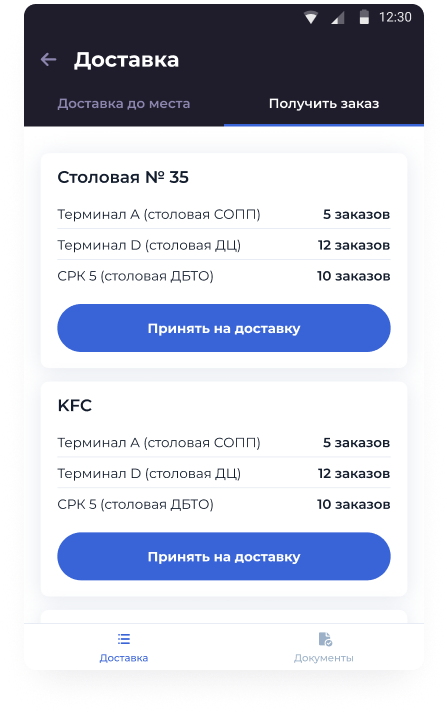 12:30
Доставка
Доставка до места
Получить заказ
Столовая № 35
Терминал А (столовая СОПП) 5 заказов
Терминал D (столовая ДЦ) 12 заказов
СРК 5 (столовая ДБТО) 10 заказов
Принять на доставку
KFC
Терминал А (столовая СОПП) 5 заказов
Терминал D (столовая ДЦ) 12 заказов
СРК 5 (столовая ДБТО) 10 заказов
Принять на доставку
Доставка
Документы